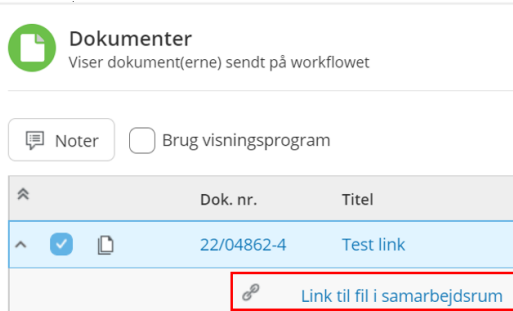 Dokumenter
Viser dokument(erne) sendt på workflowet
Noter
Brug visningsprogram
Dok. nr. Titel
22/04862-4 Test link
Link til fil i samarbejdsrum